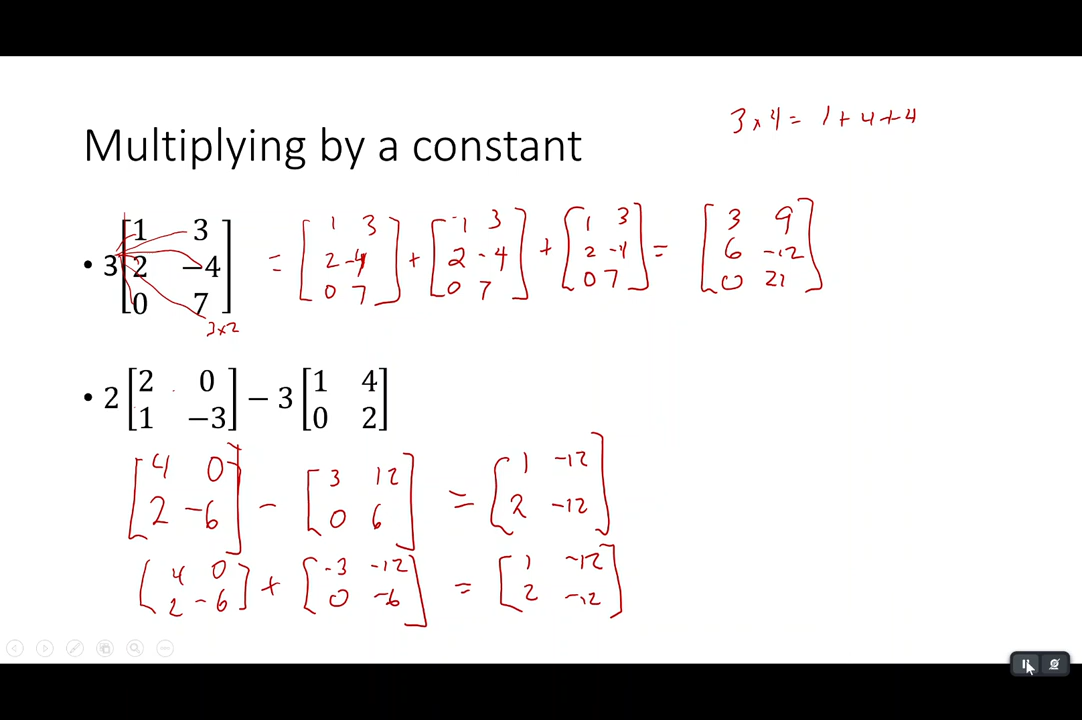 3 x 4 = 1 + 4 + 4
Multiplying by a constant
• 3 [1 3; 2 −4; 0 7] = [1 3; 2 -4; 0 7] + [-1 3; 2 -4; 0 7] + [1 3; 2 -4; 0 7] = [3 9; 6 -12; 0 21]
3x2
• 2 [2 0; 1 −3] − 3 [1 4; 0 2]
[4 0; 2 -6] - [3 12; 0 6] = [1 -12; 2 -12]
[4 0; 2 -6] + [-3 -12; 0 -6] = [1 -12; 2 -12]